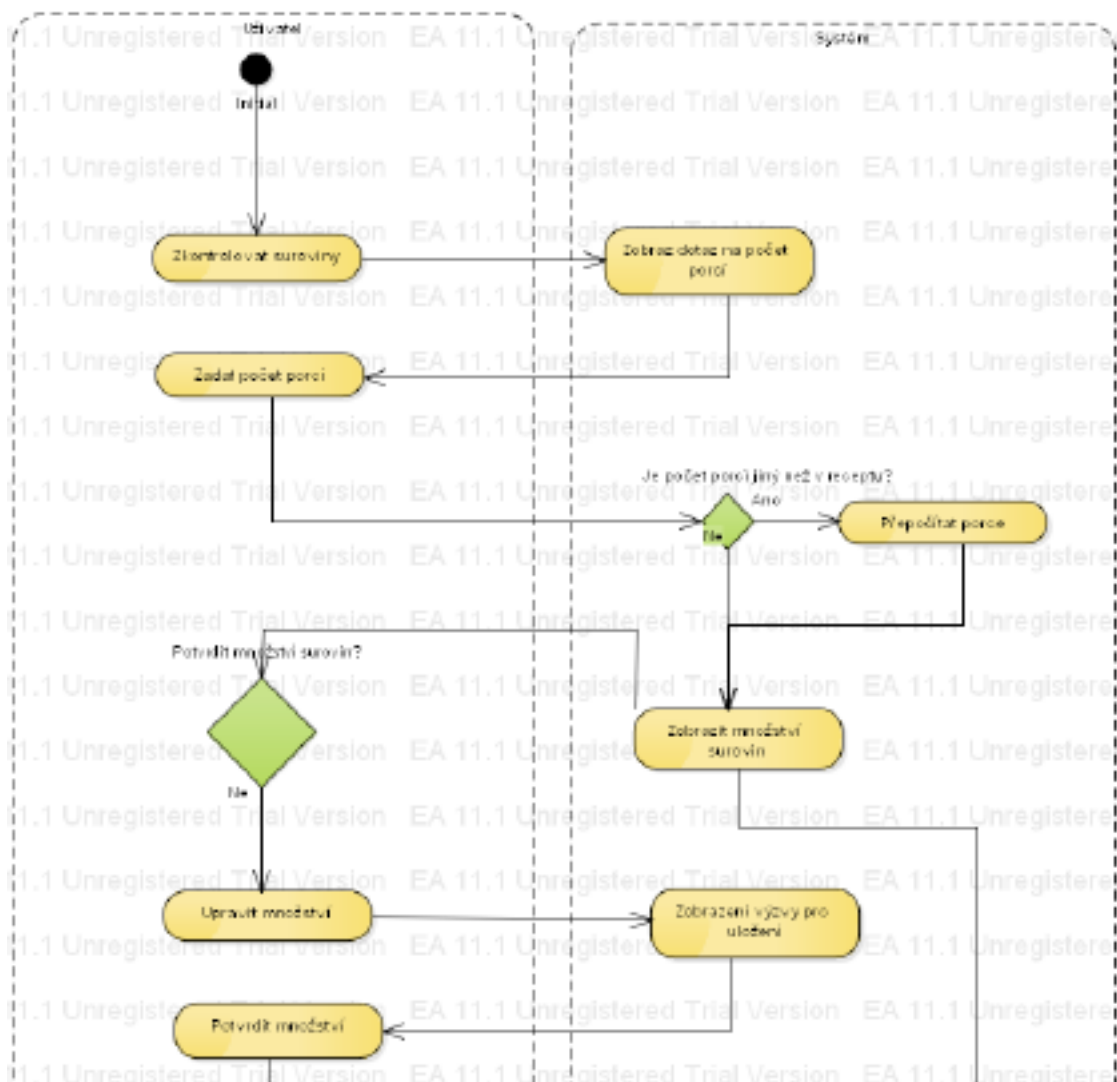 Uživatel
Systém
Initial
Zkontrolovat suroviny
Zobraz dotaz na počet
porcí
Zadat počet porcí
Je počet porcí jiný než v receptu?
Ano
Ne
Přepočítat porce
Potvrdit množství surovin?
Zobrazit množství
surovin
Ne
Upravit množství
Zobrazení výzvy pro
uložení
Potvrdit množství
EA 11.1 Unregistered Trial Version